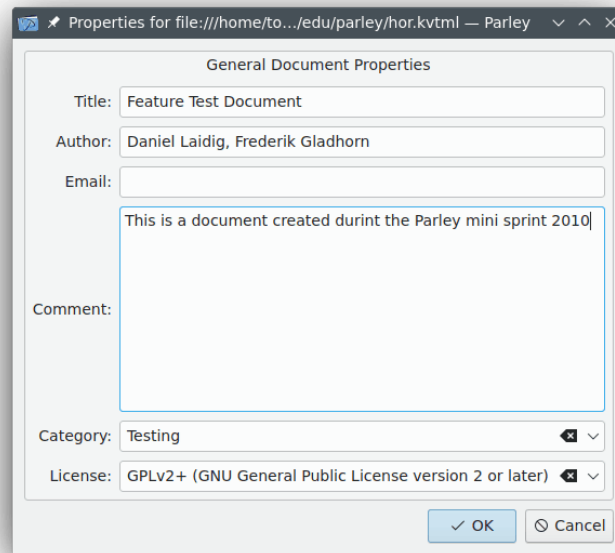 Properties for file:///home/to.../edu/parley/hor.kvtml — Parley
General Document Properties
Title: Feature Test Document
Author: Daniel Laidig, Frederik Gladhorn
Email:
This is a document created durint the Parley mini sprint 2010
Comment:
Category: Testing
License: GPLv2+ (GNU General Public License version 2 or later)
OK Cancel